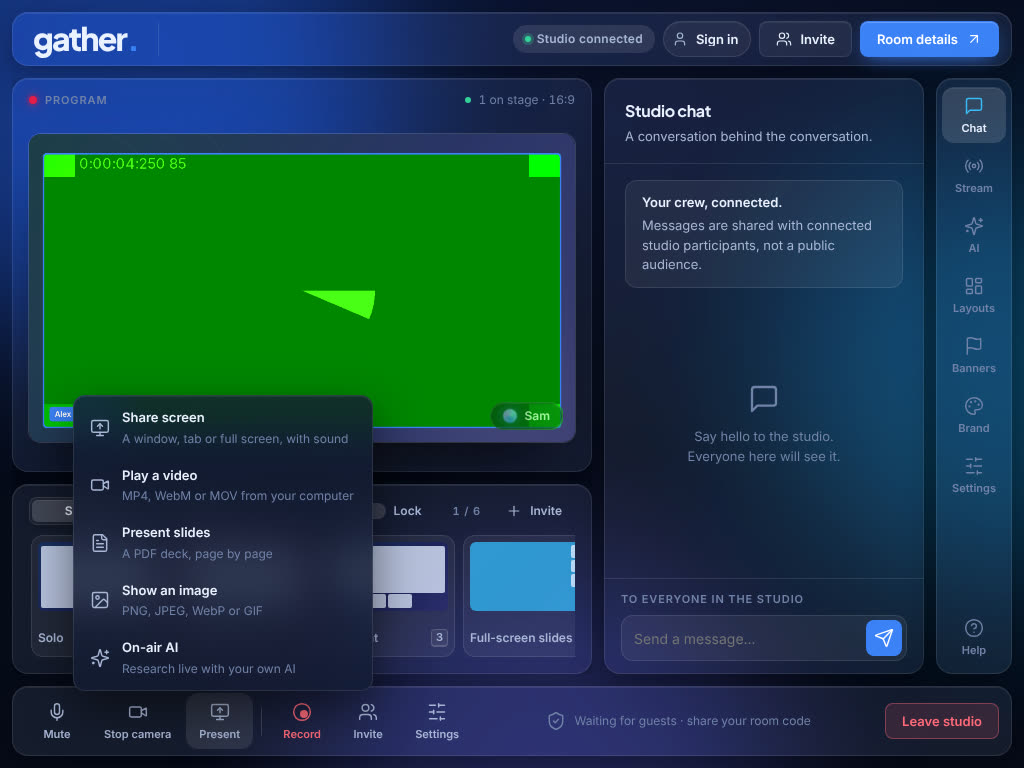 gather.
Studio connected
Sign in
Invite
Room details
PROGRAM
1 on stage · 16:9
0:00:04:250 85
Alex
Sam
Share screen
A window, tab or full screen, with sound
Play a video
MP4, WebM or MOV from your computer
Present slides
A PDF deck, page by page
Show an image
PNG, JPEG, WebP or GIF
On-air AI
Research live with your own AI
Lock
1 / 6
Invite
Solo
3
Full-screen slides
Studio chat
A conversation behind the conversation.
Your crew, connected.
Messages are shared with connected
studio participants, not a public
audience.
Say hello to the studio.
Everyone here will see it.
TO EVERYONE IN THE STUDIO
Send a message...
Chat
Stream
AI
Layouts
Banners
Brand
Settings
Help
Mute
Stop camera
Present
Record
Invite
Settings
Waiting for guests · share your room code
Leave studio